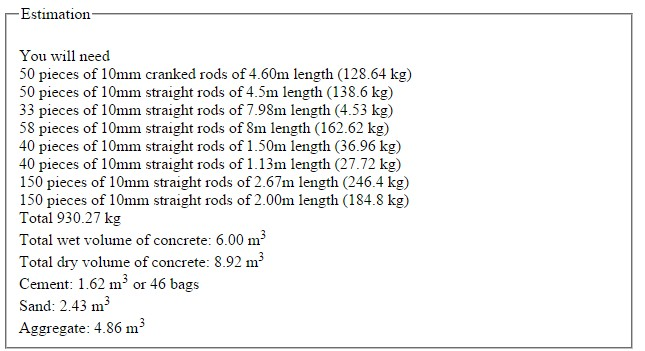 Estimation
You will need
50 pieces of 10mm cranked rods of 4.60m length (128.64 kg)
50 pieces of 10mm straight rods of 4.5m length (138.6 kg)
33 pieces of 10mm straight rods of 7.98m length (4.53 kg)
58 pieces of 10mm straight rods of 8m length (162.62 kg)
40 pieces of 10mm straight rods of 1.50m length (36.96 kg)
40 pieces of 10mm straight rods of 1.13m length (27.72 kg)
150 pieces of 10mm straight rods of 2.67m length (246.4 kg)
150 pieces of 10mm straight rods of 2.00m length (184.8 kg)
Total 930.27 kg
Total wet volume of concrete: 6.00 m³
Total dry volume of concrete: 8.92 m³
Cement: 1.62 m³ or 46 bags
Sand: 2.43 m³
Aggregate: 4.86 m³